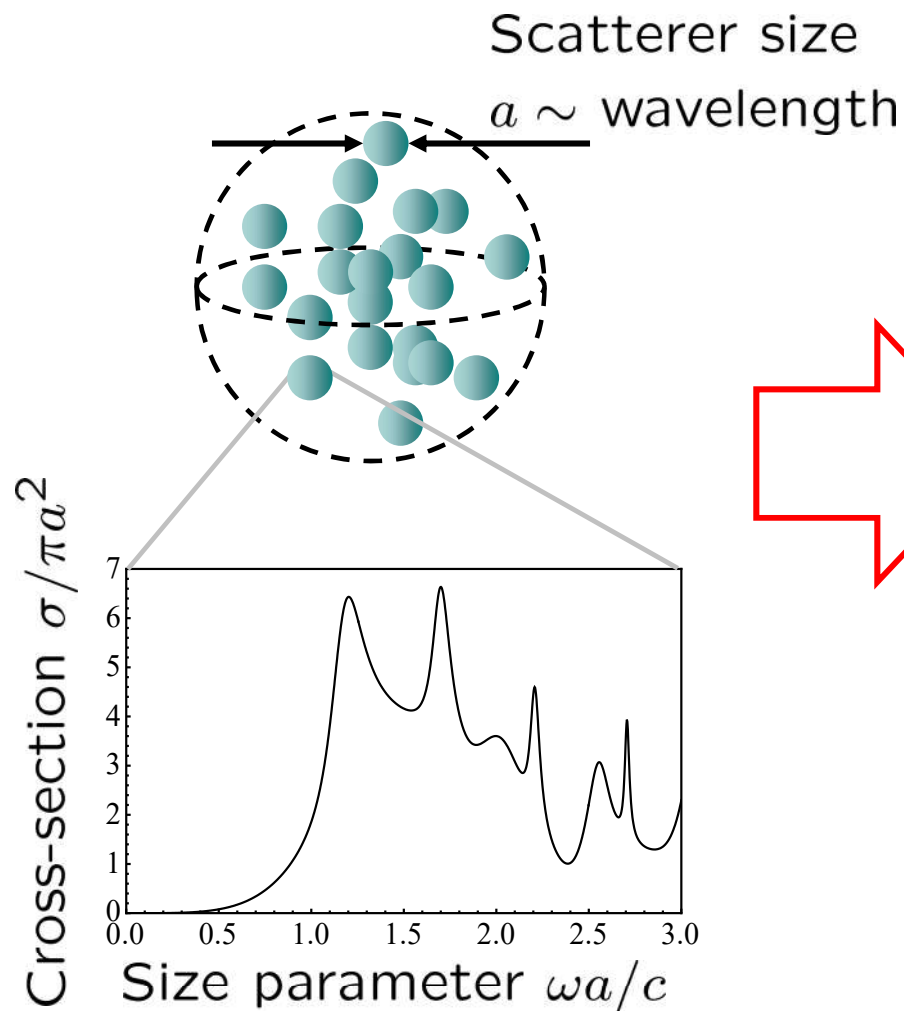 Scatterer size
a ∼ wavelength
Cross-section σ/πa²
7
6
5
4
3
2
1
0
0.0 0.5 1.0 1.5 2.0 2.5 3.0
Size parameter ωa/c